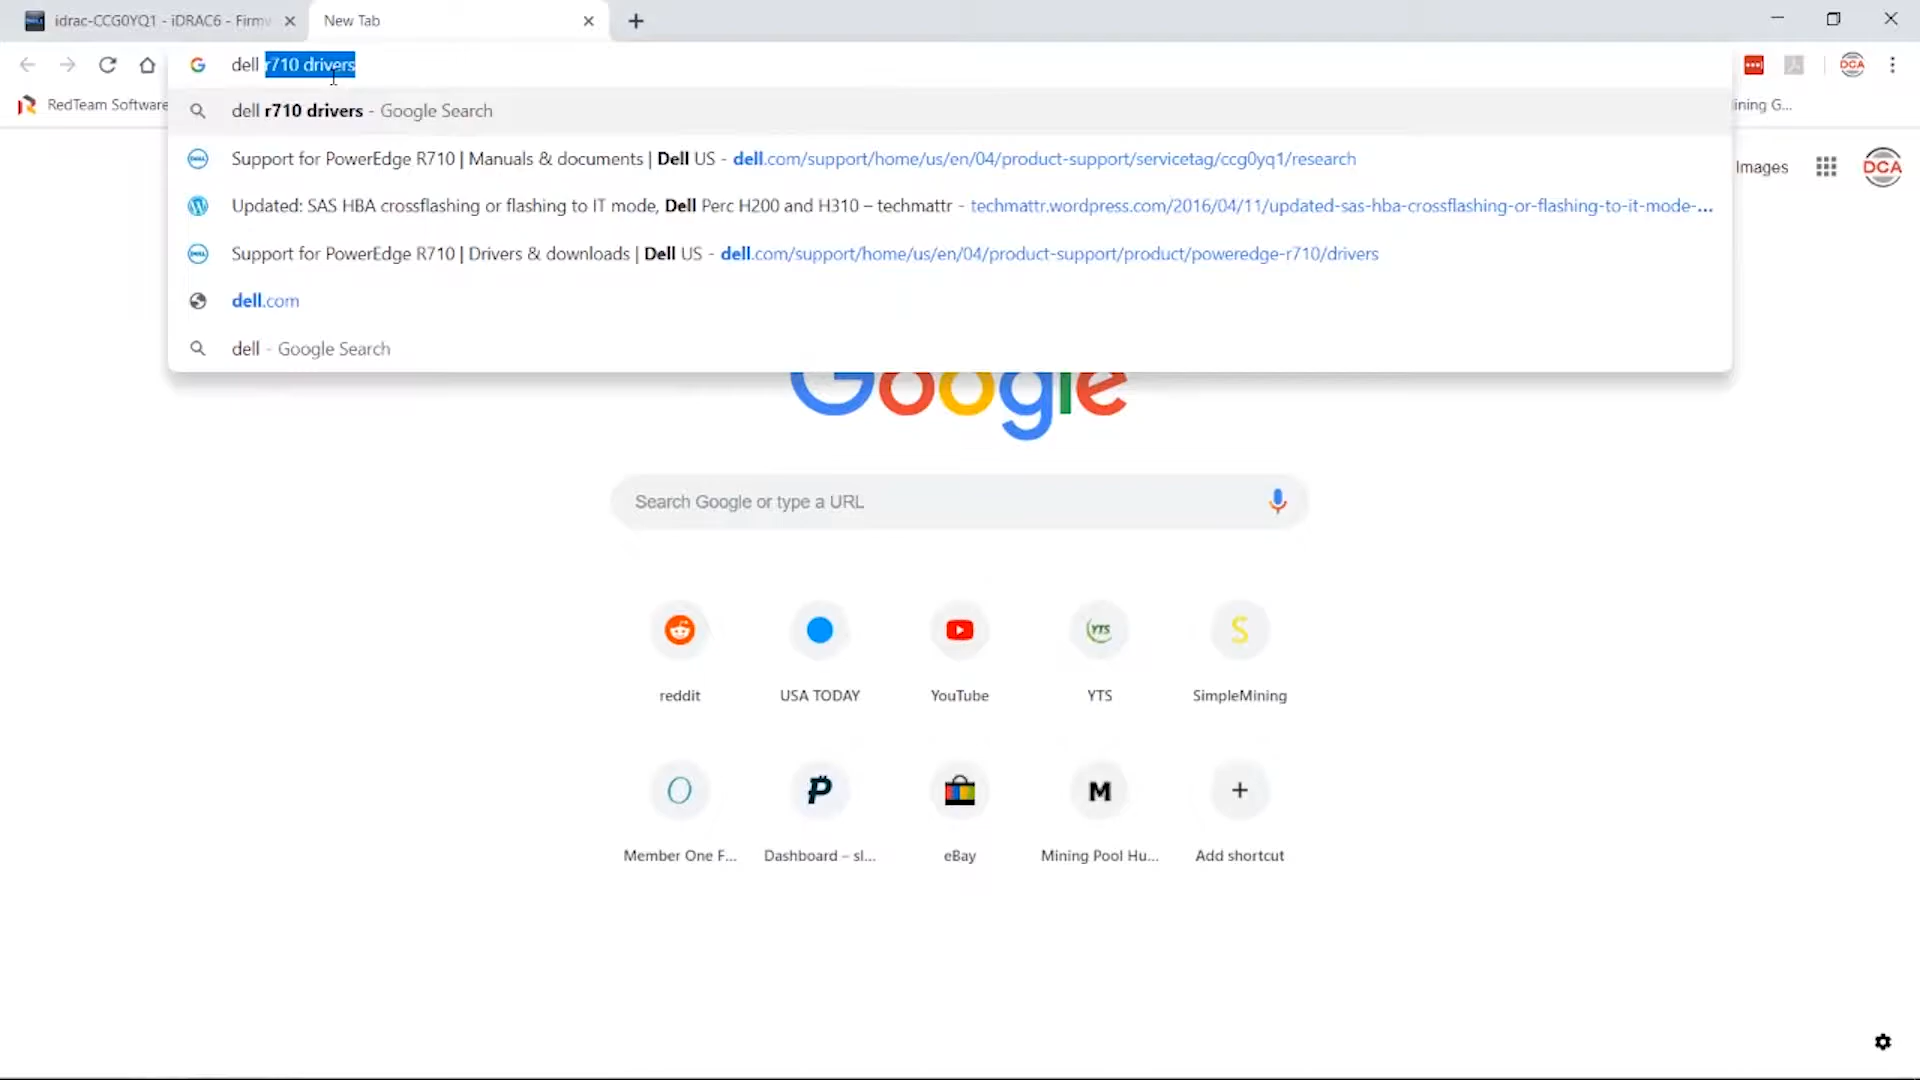 idrac-CCG0YQ1 - iDRAC6 - Firmw
New Tab
dell r710 drivers
DCA
RedTeam Software
ining G...
dell r710 drivers - Google Search
Support for PowerEdge R710 | Manuals & documents | Dell US - dell.com/support/home/us/en/04/product-support/servicetag/ccg0yq1/research
Updated: SAS HBA crossflashing or flashing to IT mode, Dell Perc H200 and H310 – techmattr - techmattr.wordpress.com/2016/04/11/updated-sas-hba-crossflashing-or-flashing-to-it-mode-...
Support for PowerEdge R710 | Drivers & downloads | Dell US - dell.com/support/home/us/en/04/product-support/product/poweredge-r710/drivers
dell.com
dell - Google Search
Images
DCA
Google
Search Google or type a URL
YTS
S
reddit
USA TODAY
YouTube
YTS
SimpleMining
O
P
M
Member One F...
Dashboard – sl...
eBay
Mining Pool Hu...
Add shortcut